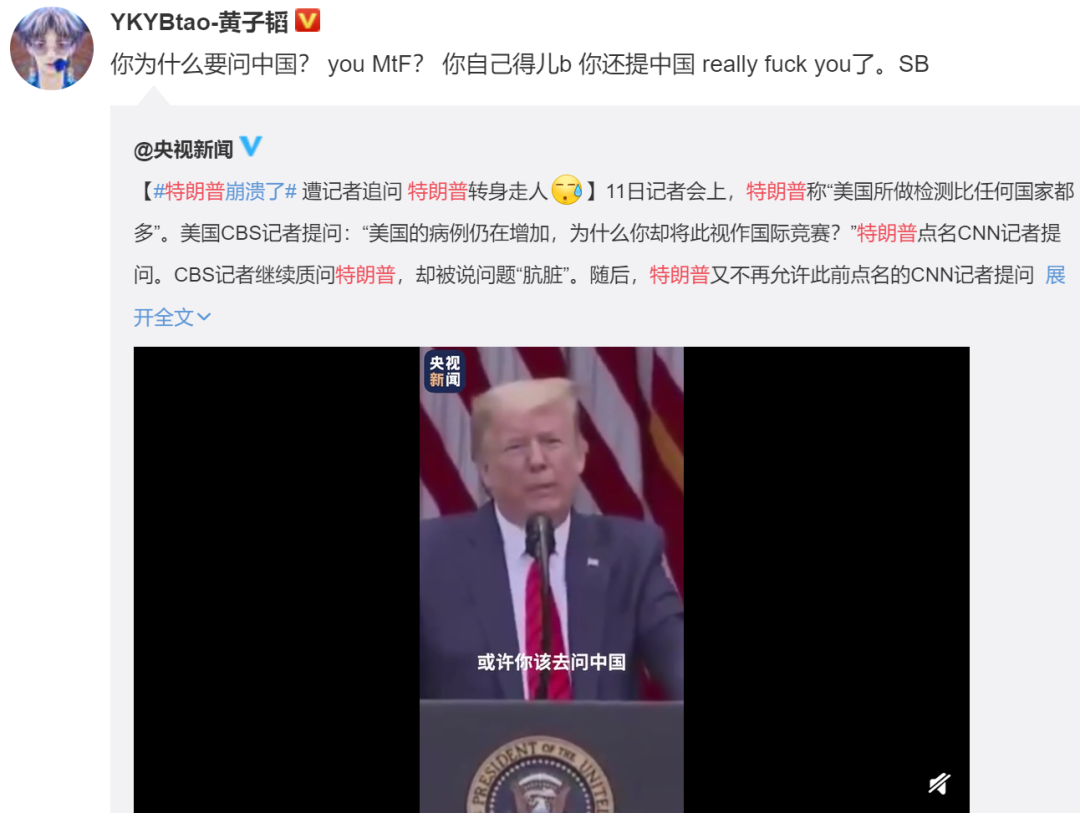 YKYBtao-黄子韬 V
你为什么要问中国? you MtF? 你自己得儿b 你还提中国 really fuck you了。SB
@央视新闻
【#特朗普崩溃了# 遭记者追问 特朗普转身走人】11日记者会上，特朗普称“美国所做检测比任何国家都
多”。美国CBS记者提问：“美国的病例仍在增加，为什么你却将此视作国际竞赛？”特朗普点名CNN记者提
问。CBS记者继续质问特朗普，却被说问题“肮脏”。随后，特朗普又不再允许此前点名的CNN记者提问 展
开全文
央视
新闻
或许你该去问中国
PRESIDENT OF THE UNITED